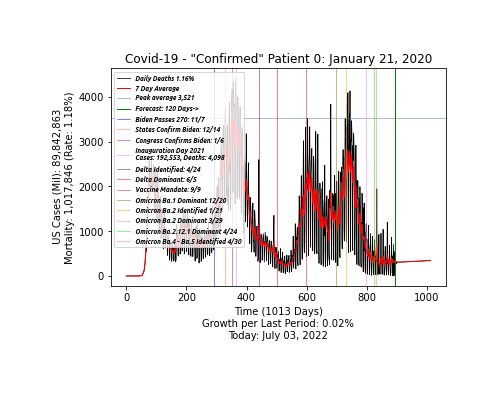 Covid-19 - "Confirmed" Patient 0: January 21, 2020
US Cases (Mil): 89,842,863
Mortality: 1,017,846 (Rate: 1.18%)
4000
3000
2000
1000
0
Daily Deaths 1.16%
7 Day Average
Peak average 3,521
Forecast: 120 Days->
Biden Passes 270: 11/7
States Confirm Biden: 12/14
Congress Confirms Biden: 1/6
Inauguration Day 2021
Cases: 192,553, Deaths: 4,098
Delta Identified: 4/24
Delta Dominant: 6/5
Vaccine Mandate: 9/9
Omicron Ba.1 Dominant 12/20
Omicron Ba.2 Identified 1/21
Omicron Ba.2 Dominant 3/29
Omicron Ba.2.12.1 Dominant 4/24
Omicron Ba.4 - Ba.5 Identified 4/30
0 200 400 600 800 1000
Time (1013 Days)
Growth per Last Period: 0.02%
Today: July 03, 2022